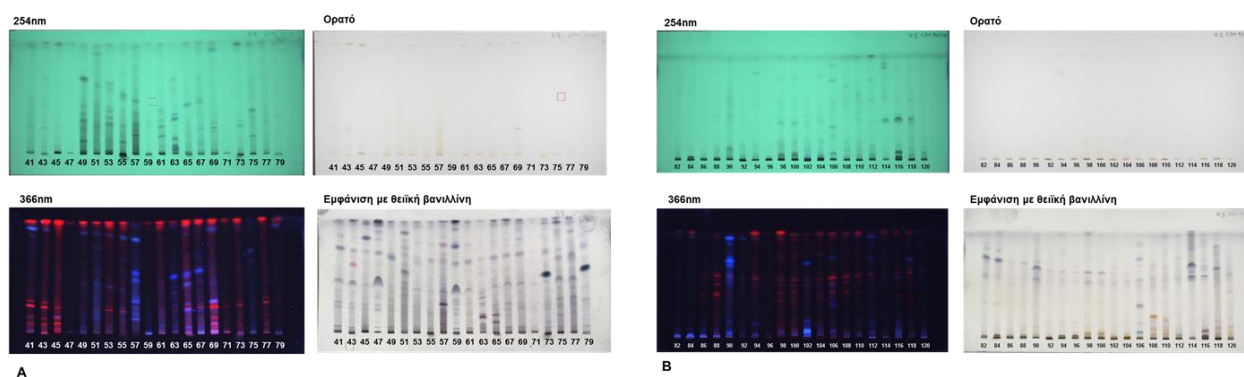 254nm
Ορατό
41 43 45 47 49 51 53 55 57 59 61 63 65 67 69 71 73 75 77 79
41 43 45 47 49 51 53 55 57 59 61 63 65 67 69 71 73 75 77 79
366nm
Εμφάνιση με θειϊκή βανιλλίνη
41 43 45 47 49 51 53 55 57 59 61 63 65 67 69 71 73 75 77 79
41 43 45 47 49 51 53 55 57 59 61 63 65 67 69 71 73 75 77 79
A
254nm
Ορατό
82 84 86 88 90 92 94 96 98 100 102 104 106 108 110 112 114 116 118 120
82 84 86 88 90 92 94 96 98 100 102 104 106 108 110 112 114 116 118 120
366nm
Εμφάνιση με θειϊκή βανιλλίνη
82 84 86 88 90 92 94 96 98 100 102 104 106 108 110 112 114 116 118 120
82 84 86 88 90 92 94 96 98 100 102 104 106 108 110 112 114 116 118 120
B